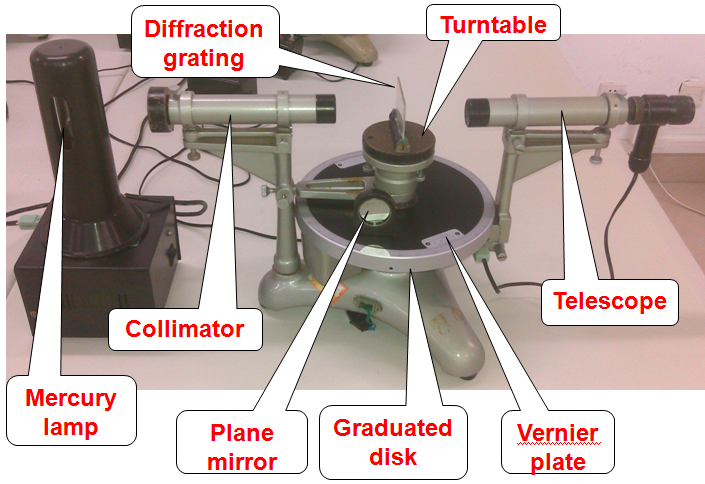 Diffraction
grating
Turntable
Collimator
Telescope
Mercury
lamp
Plane
mirror
Graduated
disk
Vernier
plate